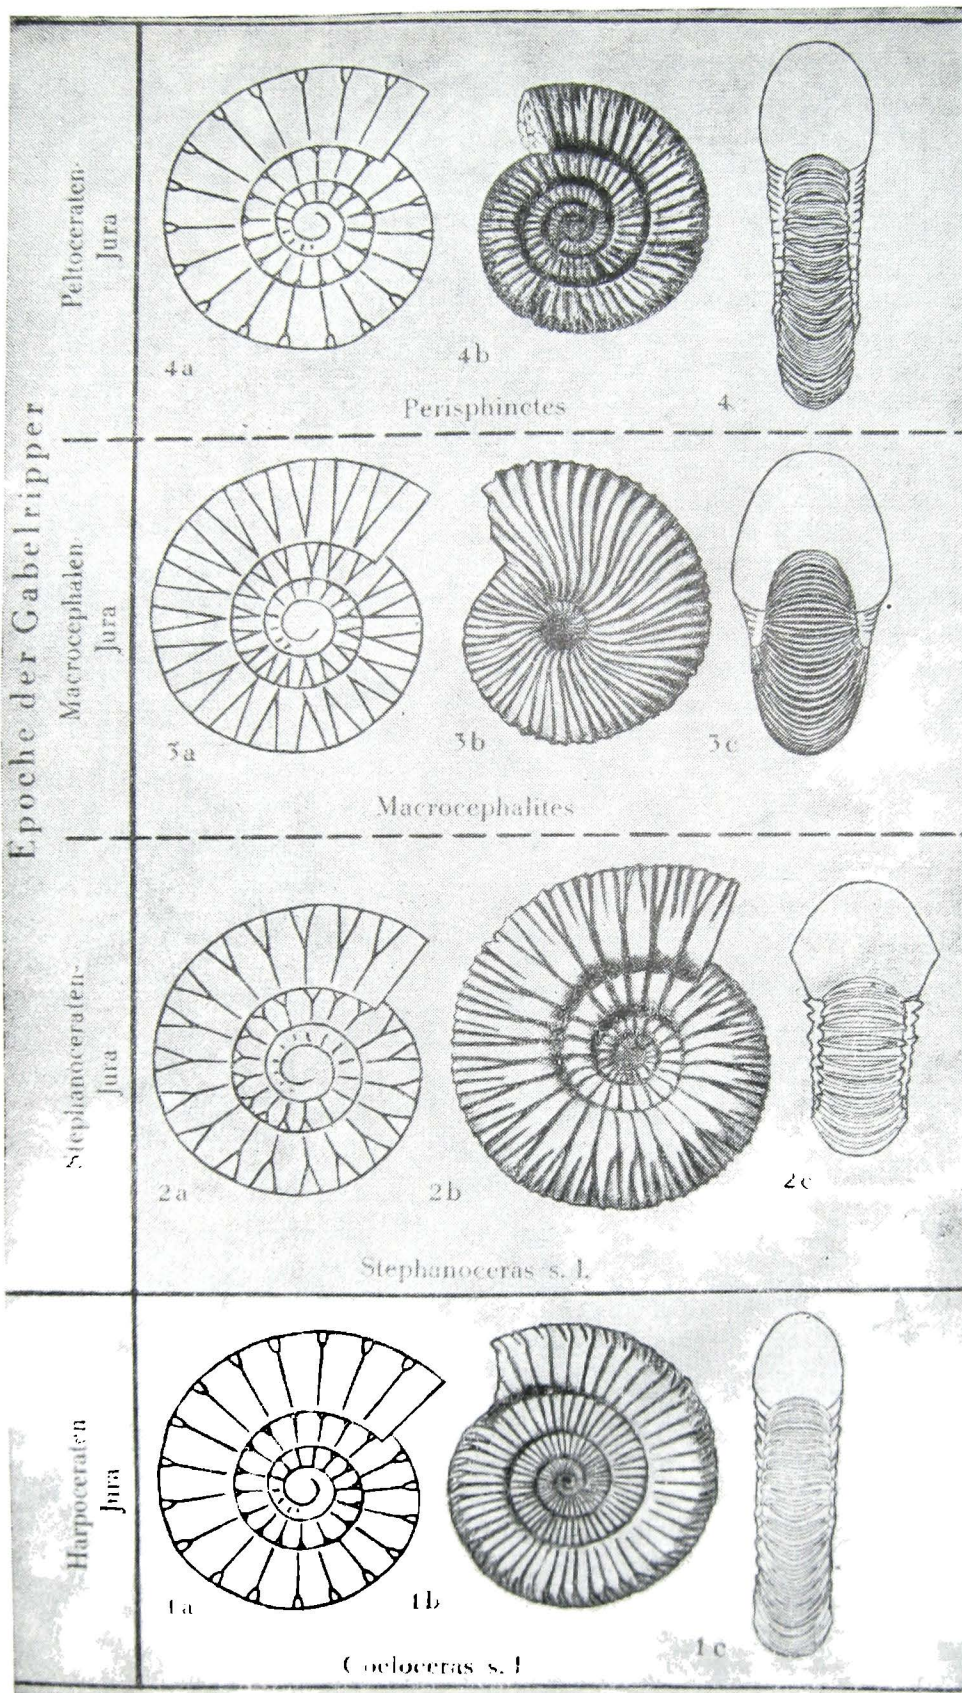 Epoche der Gabelripper
Peltoceraten-
Jura
4a
4b
4
Perisphinctes
Macrocephalen
Jura
3a
3b
3c
Macrocephalites
Stephanoceraten-
Jura
2a
2b
2c
Stephanoceras s. l.
Harpoceraten
Jura
1a
1b
1c
Coeloceras s. l